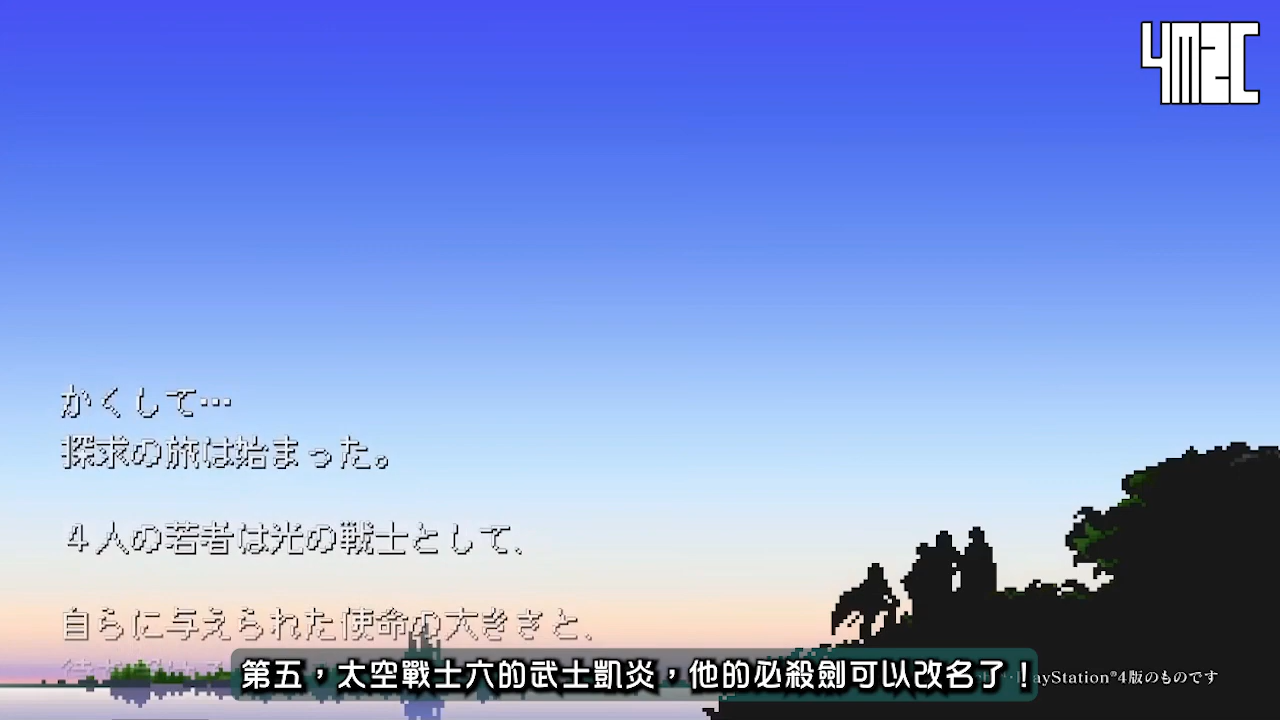 4M2C
かくして…
探求の旅は始まった。
４人の若者は光の戦士として、
自らに与えられた使命の大きさと、
第五，太空戰士六的武士凱炎，他的必殺劍可以改名了！
PlayStation®4版のものです